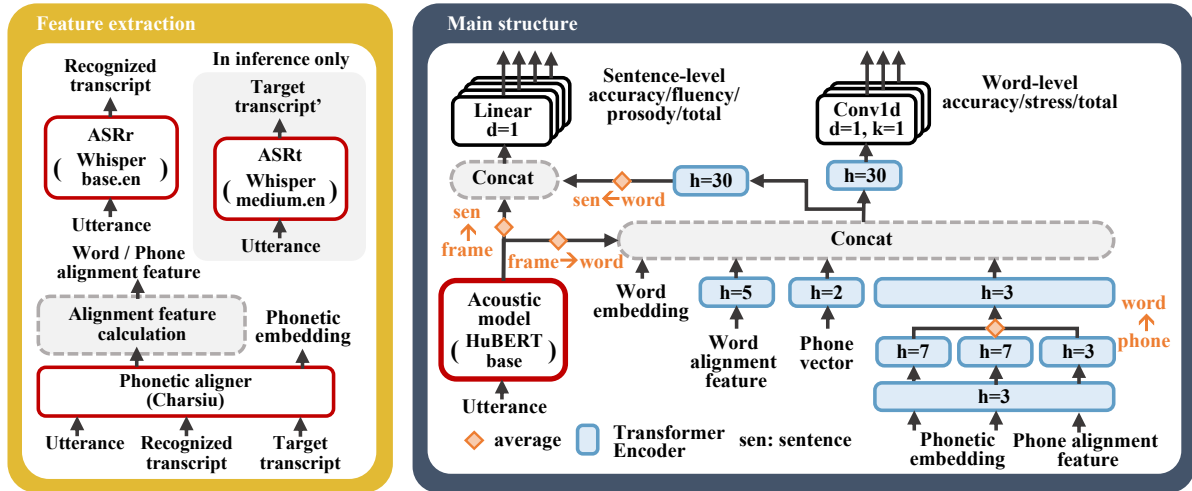 Feature extraction
Recognized
transcript
In inference only
Target
transcript’
ASRr
( Whisper
base.en )
ASRt
( Whisper
medium.en )
Utterance
Utterance
Word / Phone
alignment feature
Alignment feature
calculation
Phonetic
embedding
Phonetic aligner
(Charsiu)
Utterance
Recognized
transcript
Target
transcript
Main structure
Linear
d=1
Sentence-level
accuracy/fluency/
prosody/total
Conv1d
d=1, k=1
Word-level
accuracy/stress/total
Concat
h=30
h=30
sen←word
sen
↑
frame
frame→word
Concat
Acoustic
model
( HuBERT
base )
Utterance
Word
embedding
h=5
Word
alignment
feature
h=2
Phone
vector
h=3
word
↑
phone
h=7
h=7
h=3
h=3
Phonetic
embedding
Phone alignment
feature
average
Transformer
Encoder
sen: sentence